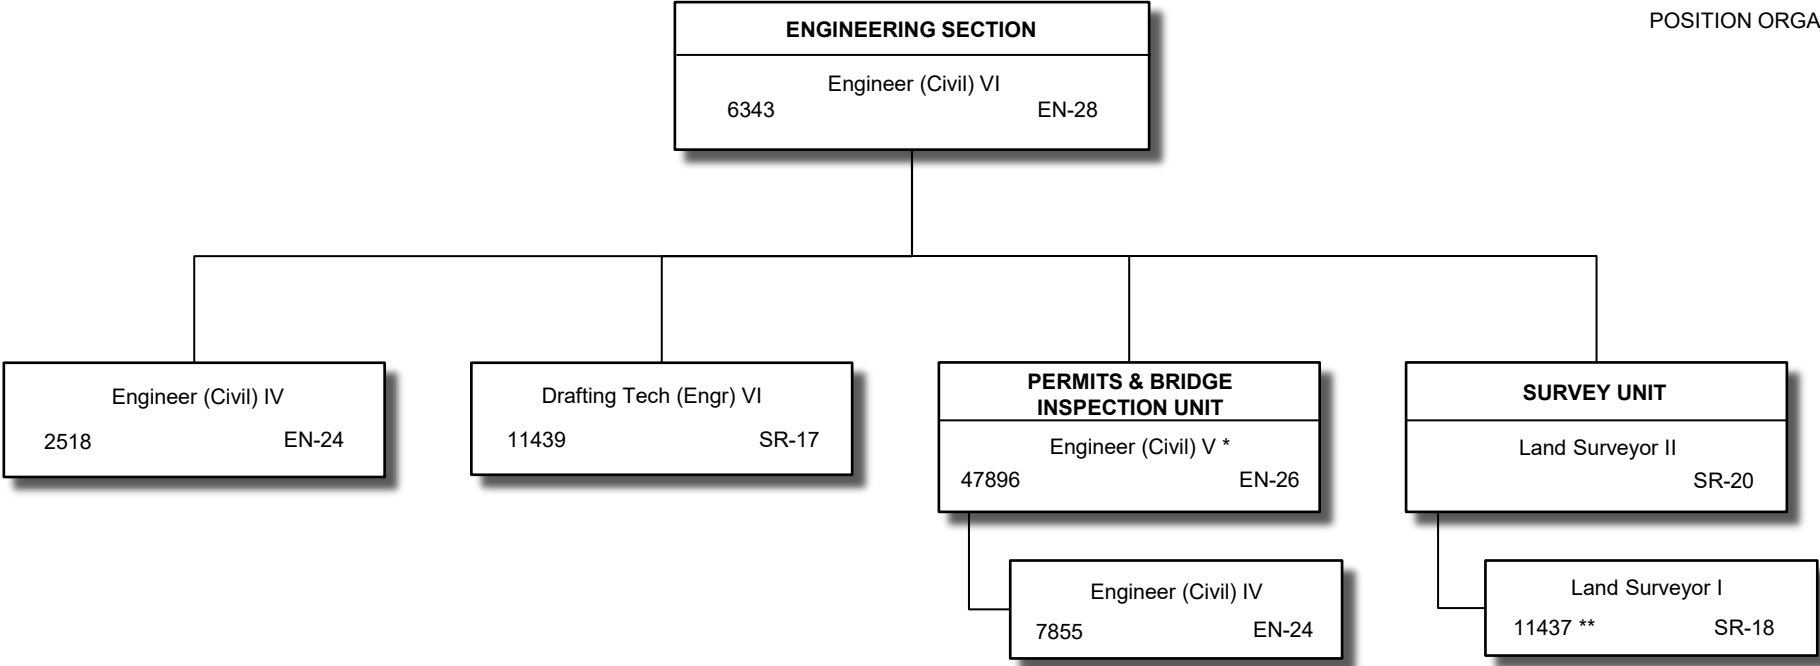 POSITION ORGA
ENGINEERING SECTION
Engineer (Civil) VI
6343 EN-28
Engineer (Civil) IV
2518 EN-24
Drafting Tech (Engr) VI
11439 SR-17
PERMITS & BRIDGE
INSPECTION UNIT
Engineer (Civil) V *
47896 EN-26
Engineer (Civil) IV
7855 EN-24
SURVEY UNIT
Land Surveyor II
SR-20
Land Surveyor I
11437 ** SR-18